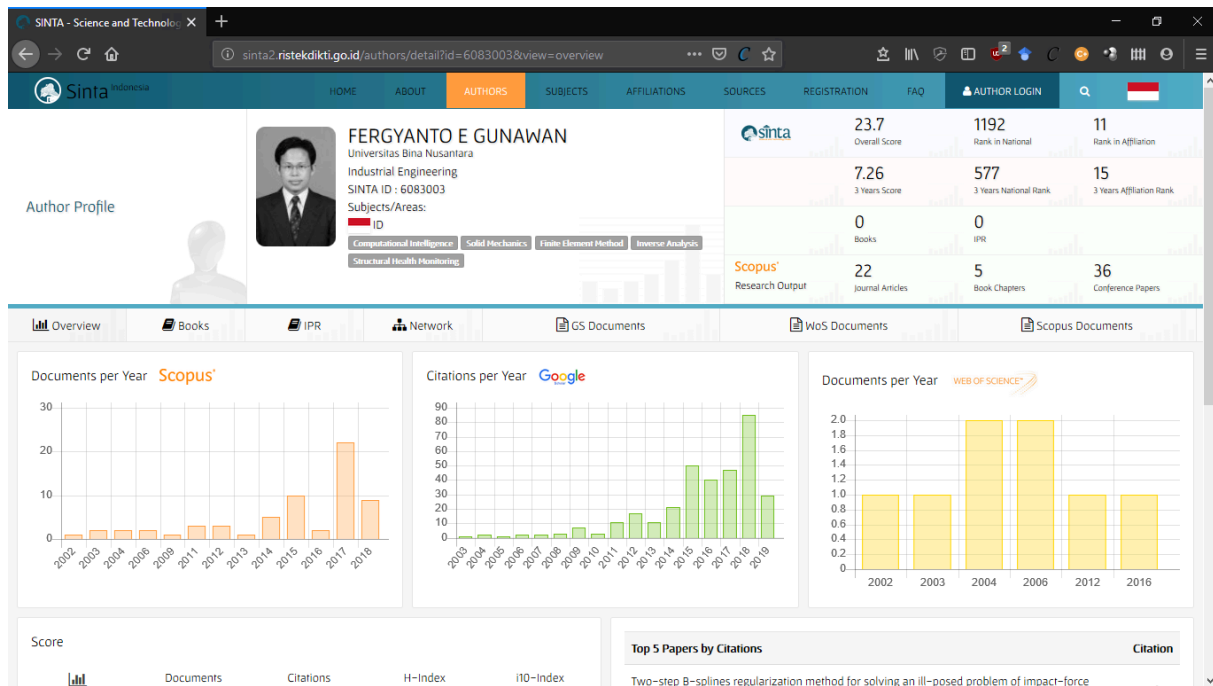 SINTA - Science and Technolog
sinta2.ristekdikti.go.id/authors/detail?id=6083003&view=overview
Sinta Indonesia
HOME ABOUT AUTHORS SUBJECTS AFFILIATIONS SOURCES REGISTRATION FAQ AUTHOR LOGIN
Author Profile
FERGYANTO E GUNAWAN
Universitas Bina Nusantara
Industrial Engineering
SINTA ID : 6083003
Subjects/Areas:
ID
Computational Intelligence Solid Mechanics Finite Element Method Inverse Analysis
Structural Health Monitoring
sinta
23.7 1192 11
Overall Score Rank in National Rank in Affiliation
7.26 577 15
3 Years Score 3 Years National Rank 3 Years Affiliation Rank
0 0
Books IPR
Scopus
Research Output
22 5 36
Journal Articles Book Chapters Conference Papers
Overview Books IPR Network GS Documents WoS Documents Scopus Documents
Documents per Year Scopus
30
20
10
0
2002 2003 2004 2006 2009 2011 2012 2013 2014 2015 2016 2017 2018
Citations per Year Google
90
80
70
60
50
40
30
20
10
0
2003 2004 2005 2006 2007 2008 2009 2010 2011 2012 2013 2014 2015 2016 2017 2018 2019
Documents per Year WEB OF SCIENCE
2.0
1.8
1.6
1.4
1.2
1.0
0.8
0.6
0.4
0.2
0
2002 2003 2004 2006 2012 2016
Score
Documents Citations H-Index i10-Index
Top 5 Papers by Citations Citation
Two-step B-splines regularization method for solving an ill-posed problem of impact-force